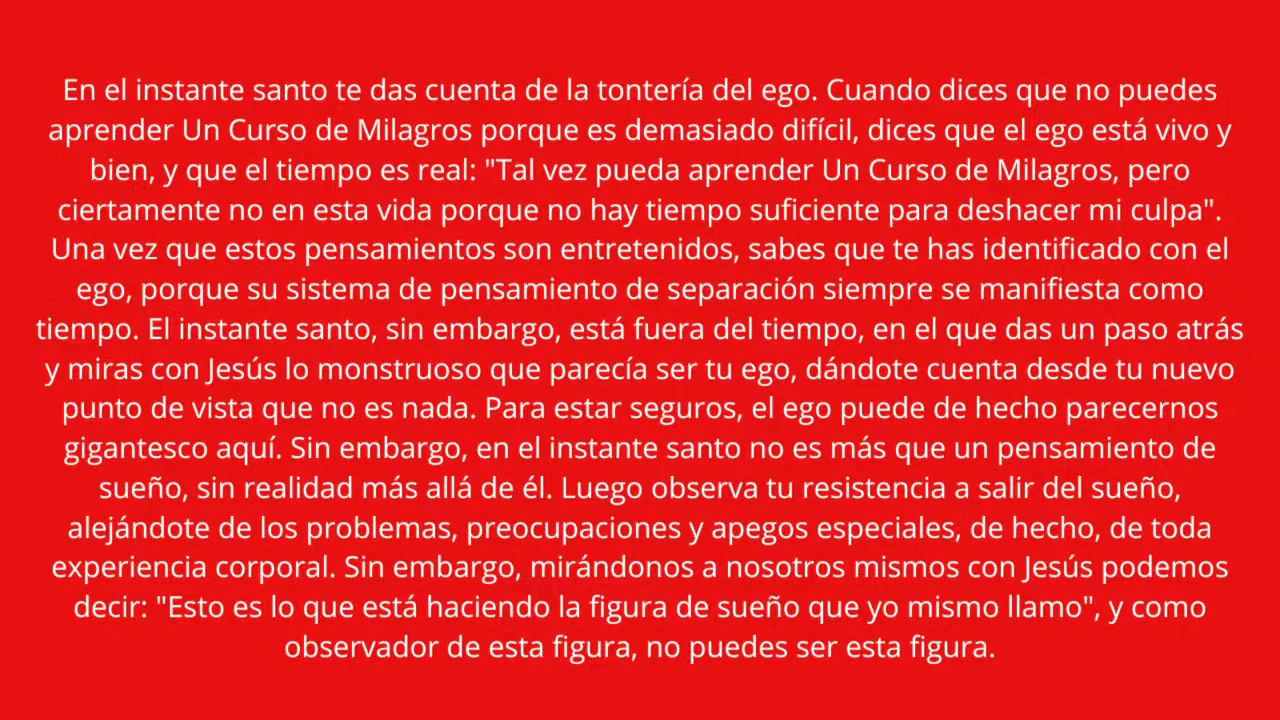 En el instante santo te das cuenta de la tontería del ego. Cuando dices que no puedes
aprender Un Curso de Milagros porque es demasiado difícil, dices que el ego está vivo y
bien, y que el tiempo es real: "Tal vez pueda aprender Un Curso de Milagros, pero
ciertamente no en esta vida porque no hay tiempo suficiente para deshacer mi culpa".
Una vez que estos pensamientos son entretenidos, sabes que te has identificado con el
ego, porque su sistema de pensamiento de separación siempre se manifiesta como
tiempo. El instante santo, sin embargo, está fuera del tiempo, en el que das un paso atrás
y miras con Jesús lo monstruoso que parecía ser tu ego, dándote cuenta desde tu nuevo
punto de vista que no es nada. Para estar seguros, el ego puede de hecho parecernos
gigantesco aquí. Sin embargo, en el instante santo no es más que un pensamiento de
sueño, sin realidad más allá de él. Luego observa tu resistencia a salir del sueño,
alejándote de los problemas, preocupaciones y apegos especiales, de hecho, de toda
experiencia corporal. Sin embargo, mirándonos a nosotros mismos con Jesús podemos
decir: "Esto es lo que está haciendo la figura de sueño que yo mismo llamo", y como
observador de esta figura, no puedes ser esta figura.